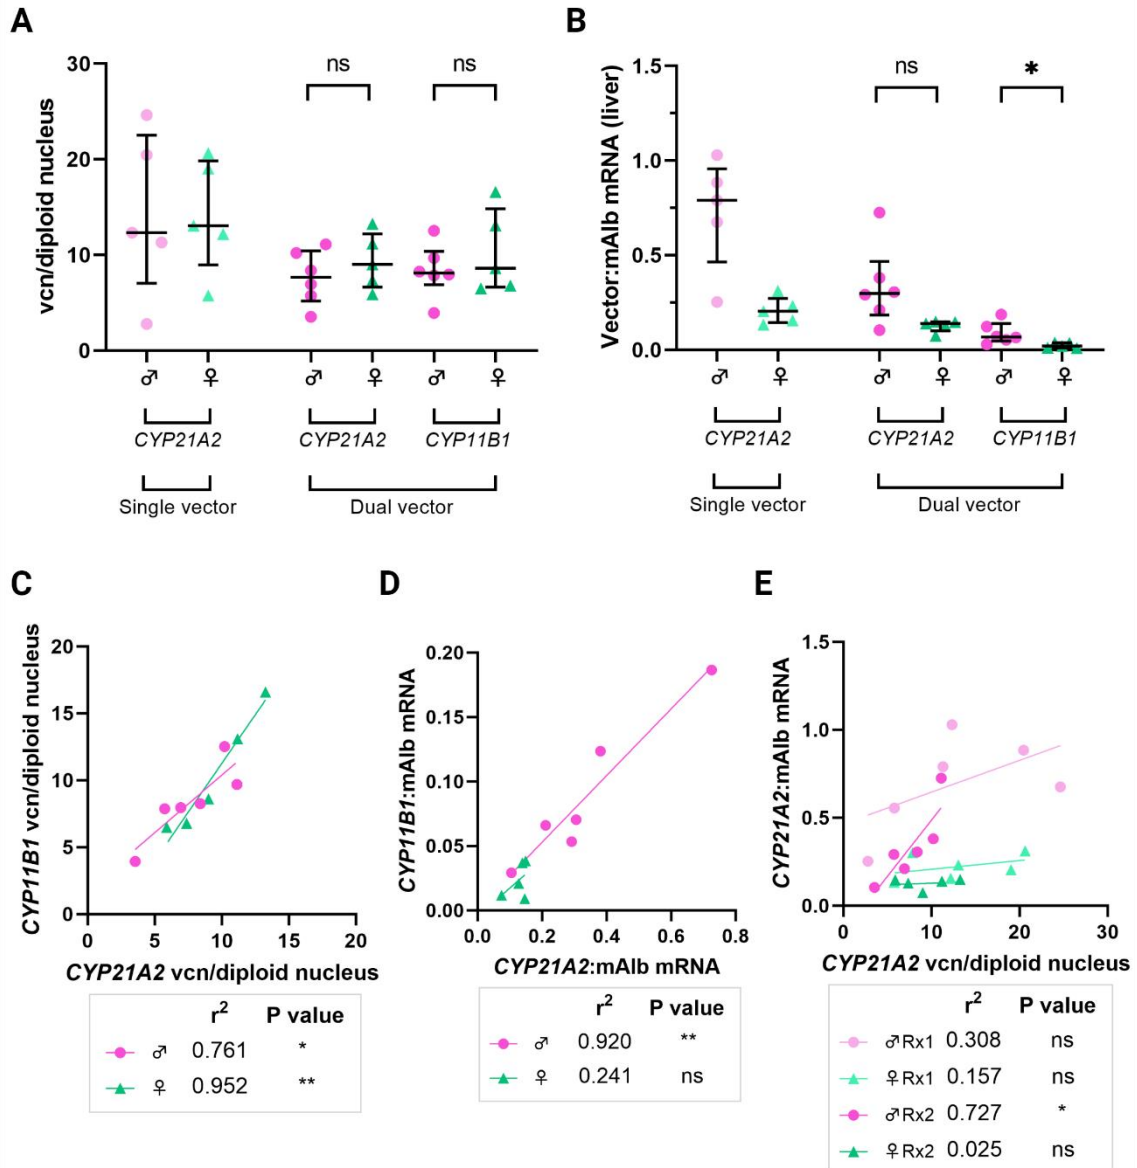 A
vcn/diploid nucleus
30
20
10
0
ns
ns
♂ ♀ ♂ ♀ ♂ ♀
CYP21A2 CYP21A2 CYP11B1
Single vector Dual vector
B
Vector:mAlb mRNA (liver)
1.5
1.0
0.5
0.0
ns
*
♂ ♀ ♂ ♀ ♂ ♀
CYP21A2 CYP21A2 CYP11B1
Single vector Dual vector
C
CYP11B1 vcn/diploid nucleus
20
15
10
5
0
0 5 10 15 20
CYP21A2 vcn/diploid nucleus
r² P value
♂ 0.761 *
♀ 0.952 **
D
CYP11B1:mAlb mRNA
0.20
0.15
0.10
0.05
0.00
0.0 0.2 0.4 0.6 0.8
CYP21A2:mAlb mRNA
r² P value
♂ 0.920 **
♀ 0.241 ns
E
CYP21A2:mAlb mRNA
1.5
1.0
0.5
0.0
0 10 20 30
CYP21A2 vcn/diploid nucleus
r² P value
♂Rx1 0.308 ns
♀Rx1 0.157 ns
♂Rx2 0.727 *
♀Rx2 0.025 ns